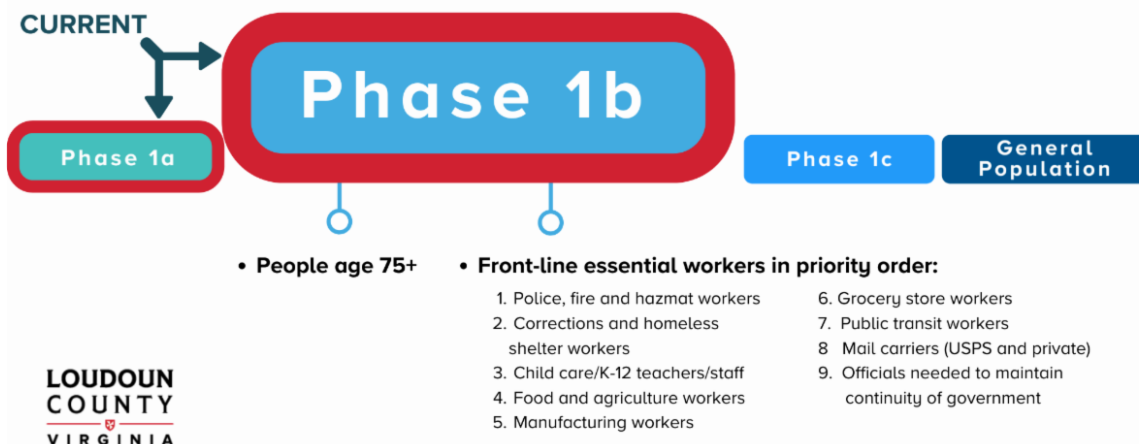 CURRENT
Phase 1b
Phase 1a
Phase 1c
General
Population
• People age 75+
• Front-line essential workers in priority order:
1. Police, fire and hazmat workers
2. Corrections and homeless
shelter workers
3. Child care/K-12 teachers/staff
4. Food and agriculture workers
5. Manufacturing workers
6. Grocery store workers
7. Public transit workers
8 Mail carriers (USPS and private)
9. Officials needed to maintain
continuity of government
LOUDOUN
COUNTY
VIRGINIA